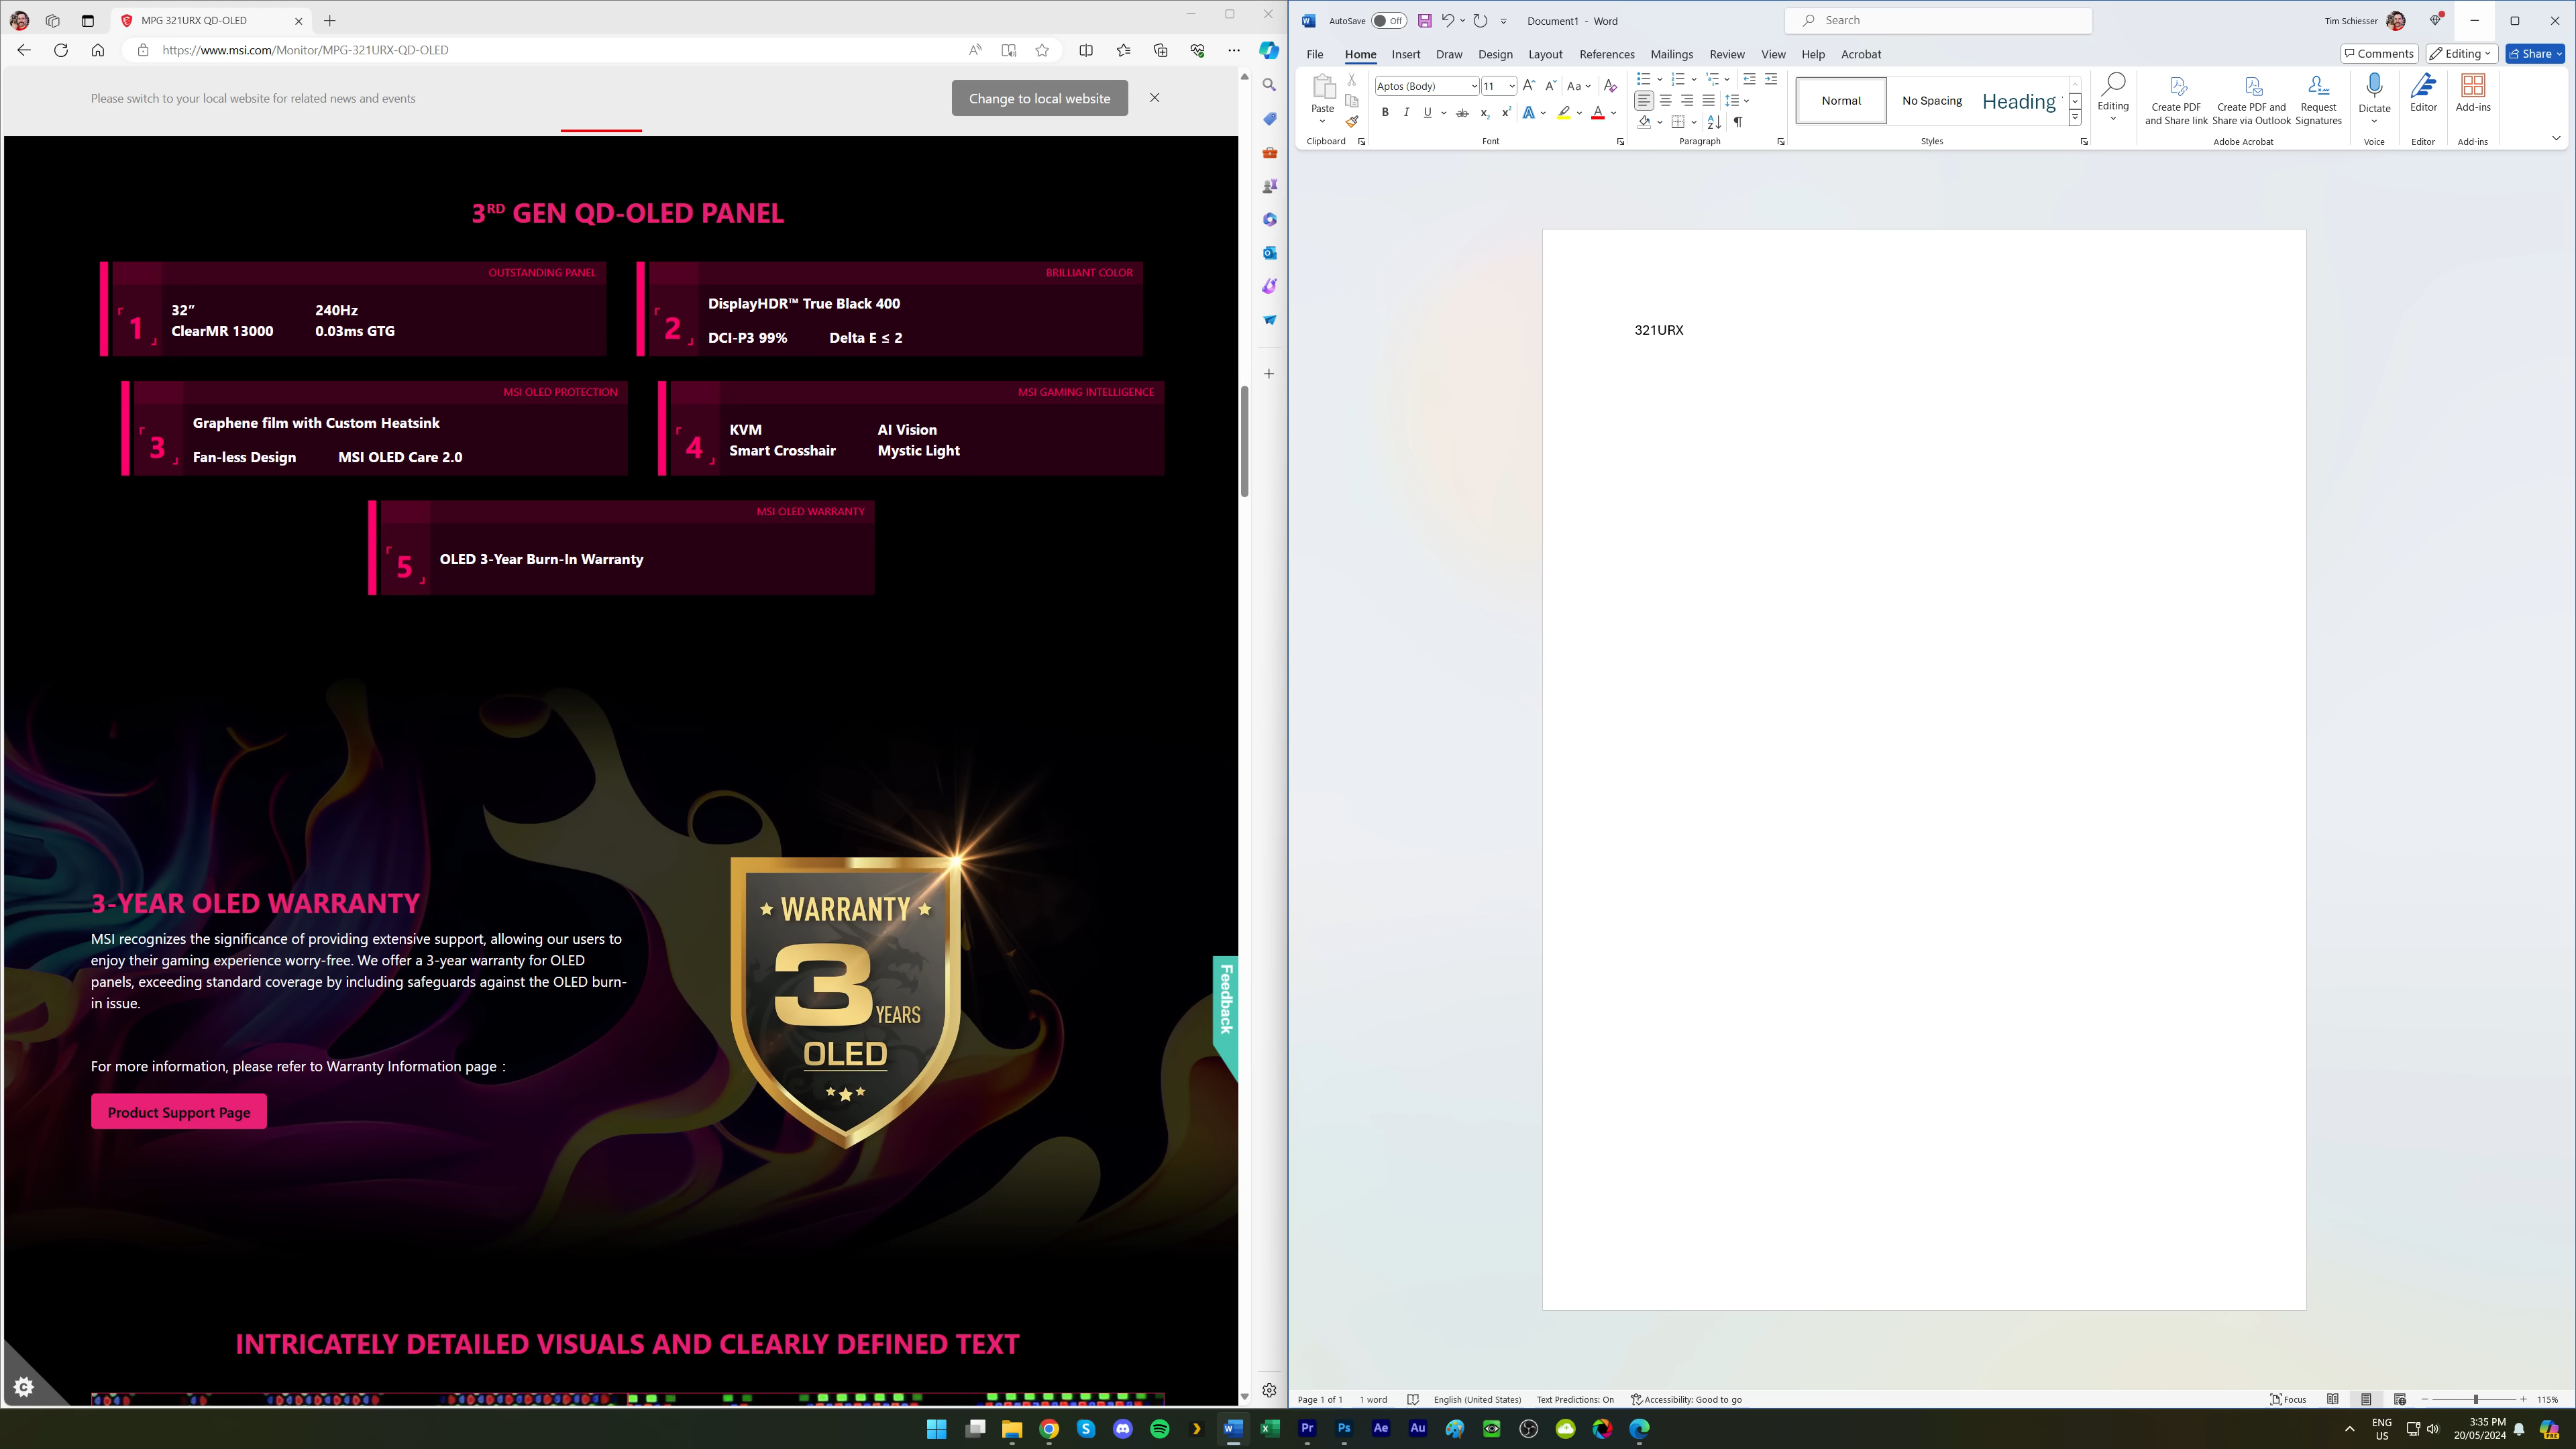 MPG 321URX QD-OLED
https://www.msi.com/Monitor/MPG-321URX-QD-OLED
Please switch to your local website for related news and events
Change to local website
3RD GEN QD-OLED PANEL
OUTSTANDING PANEL
1
32”
240Hz
ClearMR 13000
0.03ms GTG
BRILLIANT COLOR
2
DisplayHDR™ True Black 400
DCI-P3 99%
Delta E ≤ 2
MSI OLED PROTECTION
3
Graphene film with Custom Heatsink
Fan-less Design
MSI OLED Care 2.0
MSI GAMING INTELLIGENCE
4
KVM
AI Vision
Smart Crosshair
Mystic Light
MSI OLED WARRANTY
5
OLED 3-Year Burn-In Warranty
3-YEAR OLED WARRANTY
MSI recognizes the significance of providing extensive support, allowing our users to
enjoy their gaming experience worry-free. We offer a 3-year warranty for OLED
panels, exceeding standard coverage by including safeguards against the OLED burn-
in issue.
For more information, please refer to Warranty Information page：
Product Support Page
WARRANTY
3 YEARS
OLED
Feedback
INTRICATELY DETAILED VISUALS AND CLEARLY DEFINED TEXT
AutoSave Off
Document1 - Word
Search
Tim Schiesser
File Home Insert Draw Design Layout References Mailings Review View Help Acrobat
Comments Editing Share
Paste
Clipboard
Aptos (Body) 11
Font
Paragraph
Normal
No Spacing
Heading
Styles
Editing
Create PDF
and Share link
Create PDF and
Share via Outlook
Request
Signatures
Adobe Acrobat
Dictate
Voice
Editor
Editor
Add-ins
Add-ins
321URX
Page 1 of 1 1 word English (United States) Text Predictions: On Accessibility: Good to go
Focus 115%
Pr Ps Ae Au
ENG
US
3:35 PM
20/05/2024